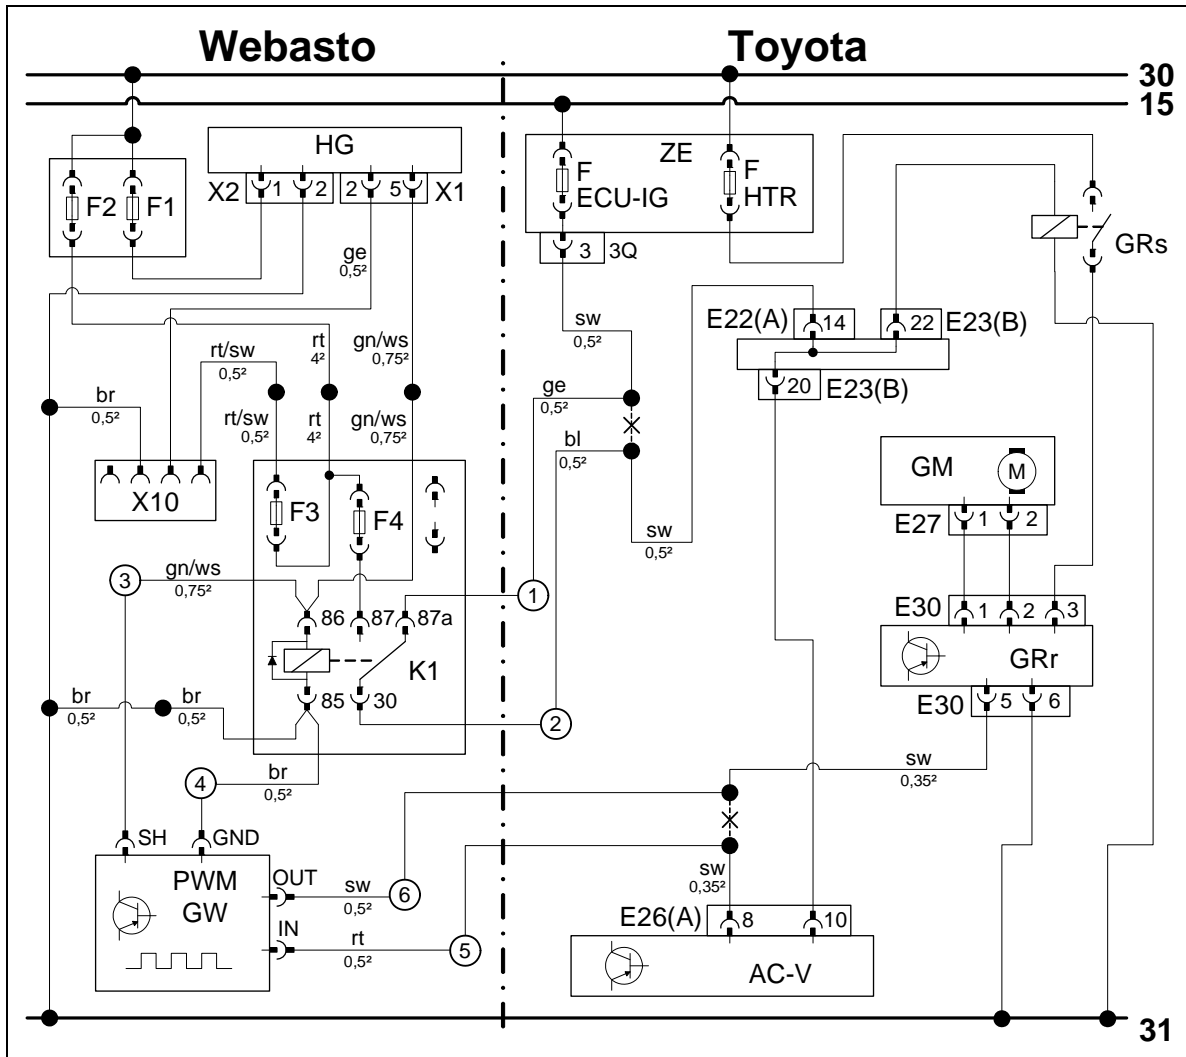 Webasto
Toyota
30
15
HG
ZE
F2
F1
X2
1
2
2
5
X1
F
ECU-IG
F
HTR
3
3Q
GRs
ge
0,5²
sw
0,5²
E22(A)
14
22
E23(B)
20
E23(B)
rt/sw
0,5²
rt
4²
gn/ws
0,75²
br
0,5²
rt/sw
0,5²
rt
4²
gn/ws
0,75²
ge
0,5²
bl
0,5²
X10
F3
F4
sw
0,5²
GM
M
E27
1
2
3
gn/ws
0,75²
1
86
87
87a
K1
E30
1
2
3
GRr
85
30
2
E30
5
6
br
0,5²
br
0,5²
4
br
0,5²
sw
0,35²
SH
GND
PWM
GW
OUT
sw
0,5²
6
IN
rt
0,5²
5
sw
0,35²
E26(A)
8
10
AC-V
31